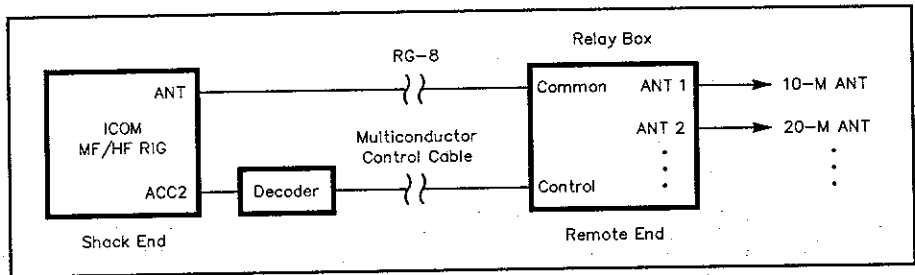 Relay Box
RG-8
ANT
ICOM
MF/HF RIG
ACC2
Shack End
Decoder
Multiconductor
Control Cable
Common
Control
ANT 1
ANT 2
Remote End
10-M ANT
20-M ANT